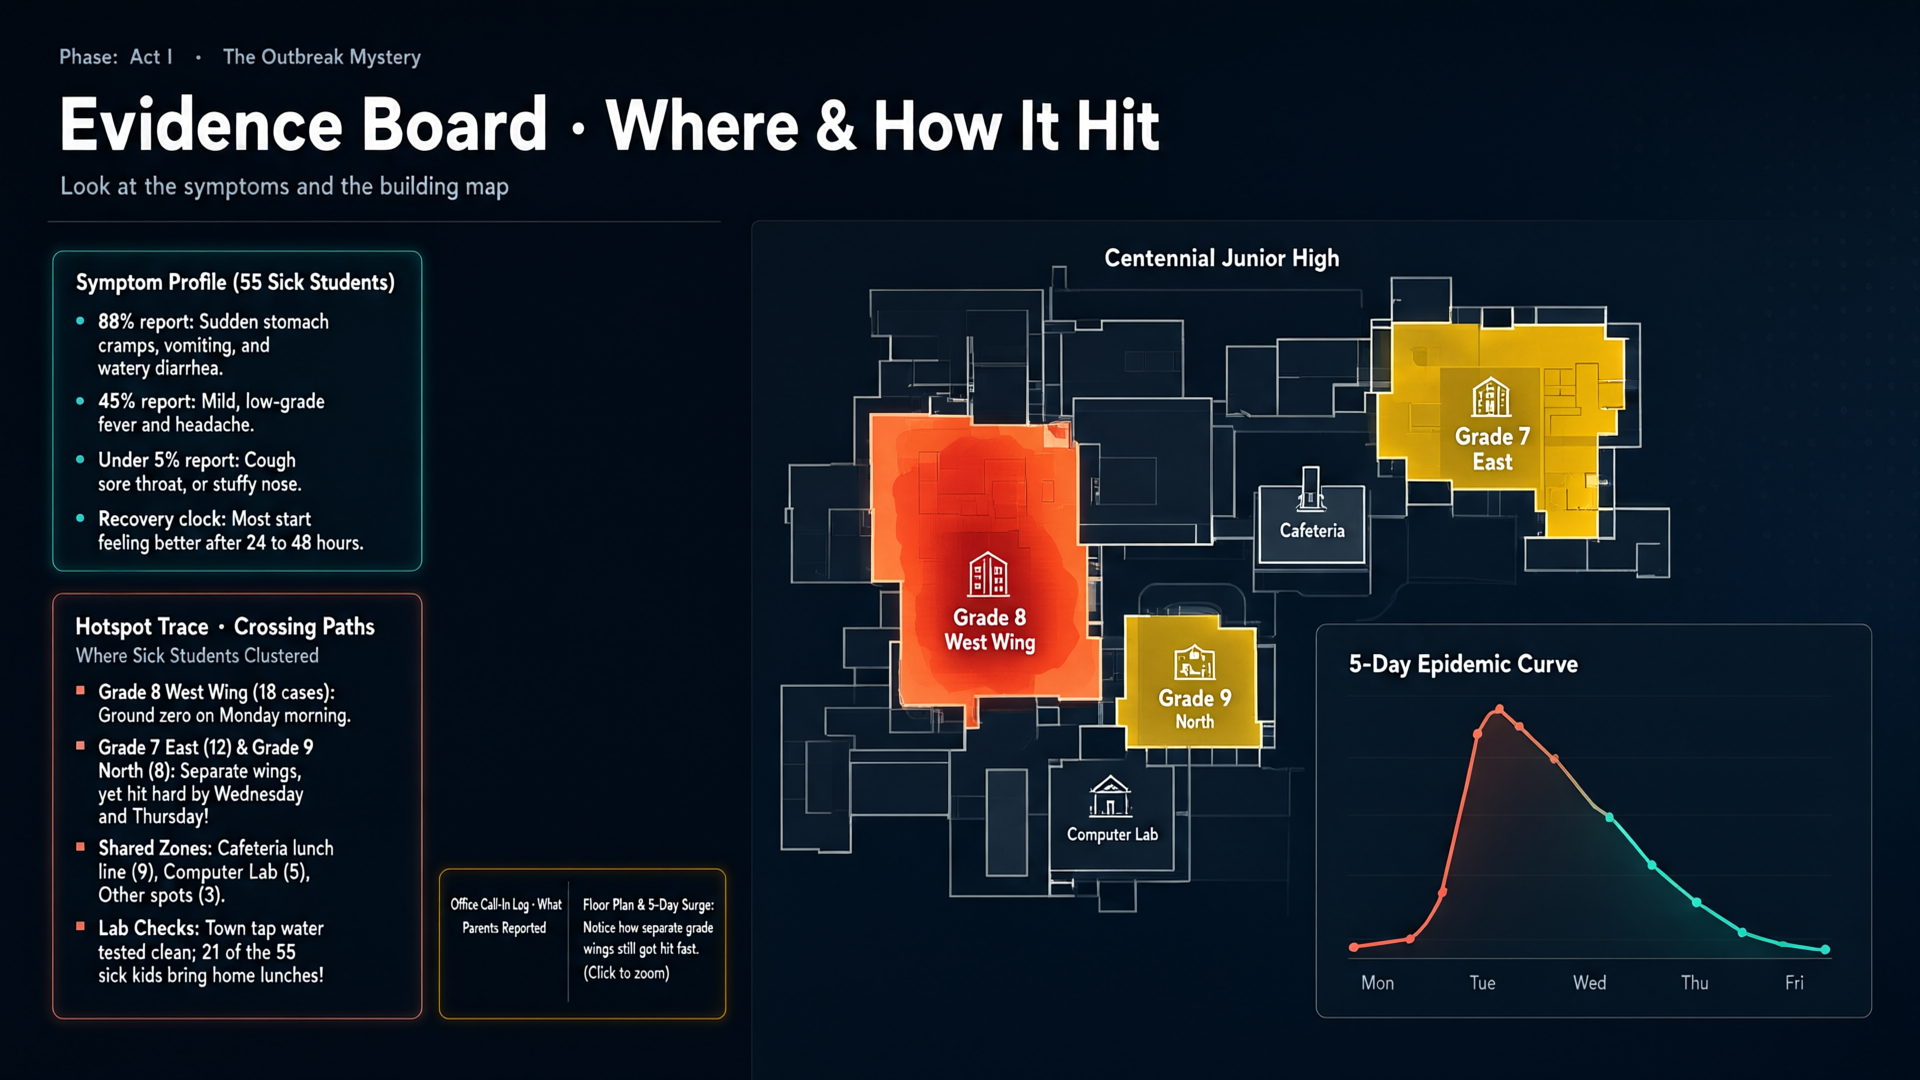 Phase: Act I • The Outbreak Mystery
Evidence Board · Where & How It Hit
Look at the symptoms and the building map
Symptom Profile (55 Sick Students)
• 88% report: Sudden stomach
cramps, vomiting, and
watery diarrhea.
• 45% report: Mild, low-grade
fever and headache.
• Under 5% report: Cough
sore throat, or stuffy nose.
• Recovery clock: Most start
feeling better after 24 to 48 hours.
Hotspot Trace · Crossing Paths
Where Sick Students Clustered
Grade 8 West Wing (18 cases):
Ground zero on Monday morning.
Grade 7 East (12) & Grade 9
North (8): Separate wings,
yet hit hard by Wednesday
and Thursday!
Shared Zones: Cafeteria lunch
line (9), Computer Lab (5),
Other spots (3).
Lab Checks: Town tap water
tested clean; 21 of the 55
sick kids bring home lunches!
Office Call-In Log · What
Parents Reported
Floor Plan & 5-Day Surge:
Notice how separate grade
wings still got hit fast.
(Click to zoom)
Centennial Junior High
Grade 7
East
Cafeteria
Grade 8
West Wing
Grade 9
North
Computer Lab
5-Day Epidemic Curve
Mon Tue Wed Thu Fri